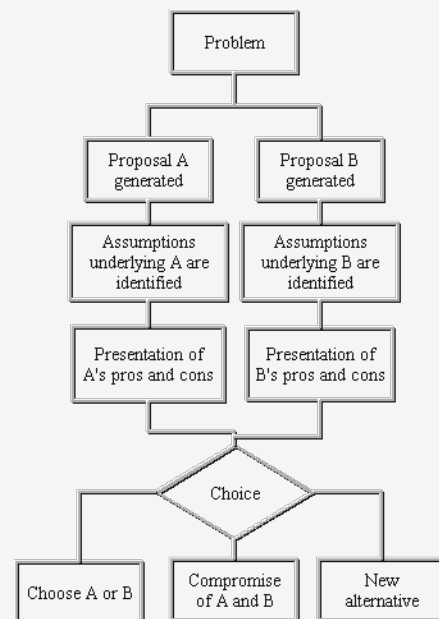 Problem
Proposal A
generated
Proposal B
generated
Assumptions
underlying A are
identified
Assumptions
underlying B are
identified
Presentation of
A's pros and cons
Presentation of
B's pros and cons
Choice
Choose A or B
Compromise
of A and B
New
alternative